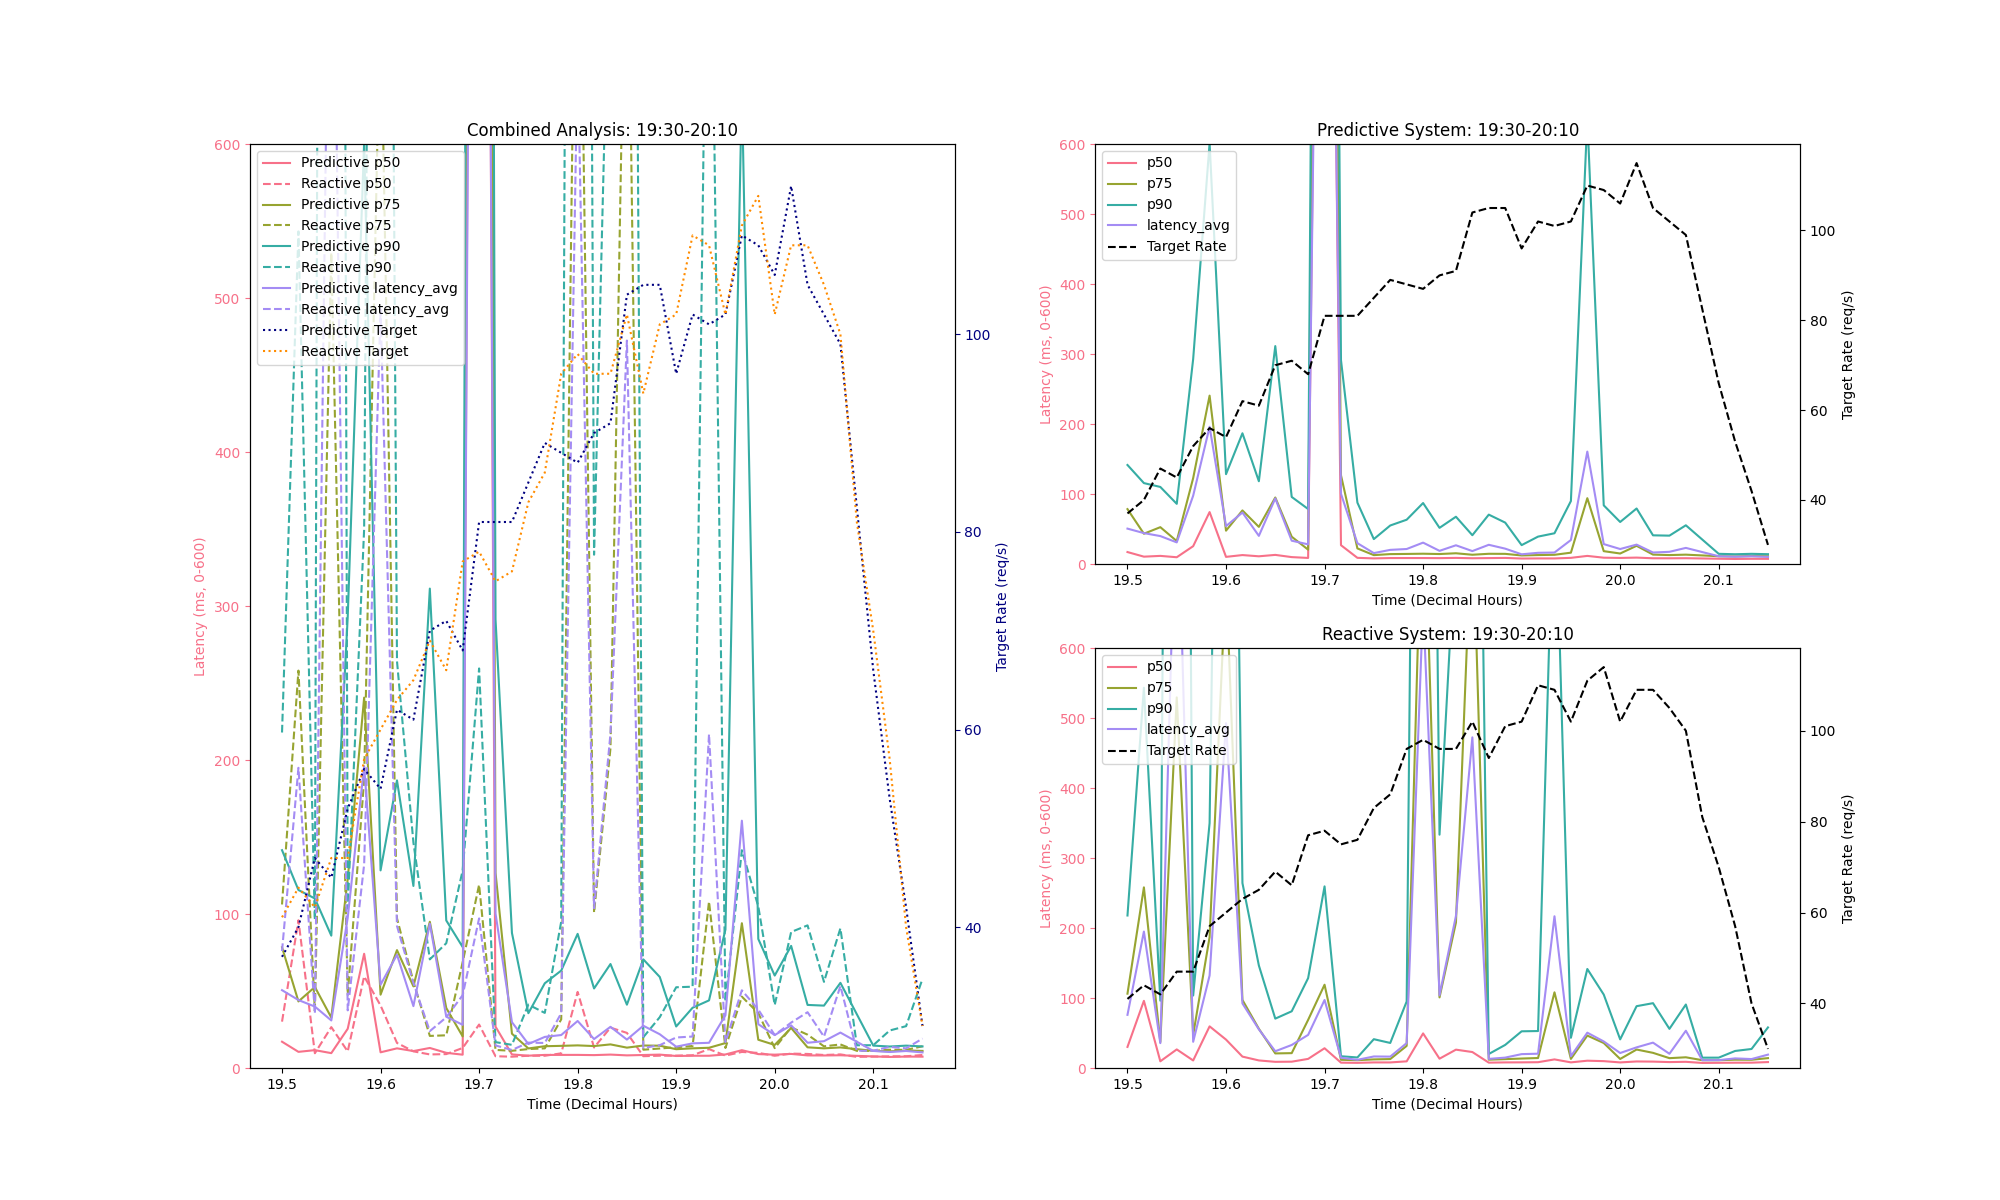 Combined Analysis: 19:30-20:10
600
500
400
300
200
100
0
Latency (ms, 0-600)
Predictive p50
Reactive p50
Predictive p75
Reactive p75
Predictive p90
Reactive p90
Predictive latency_avg
Reactive latency_avg
Predictive Target
Reactive Target
100
80
60
40
Target Rate (req/s)
19.5 19.6 19.7 19.8 19.9 20.0 20.1
Time (Decimal Hours)
Predictive System: 19:30-20:10
600
500
400
300
200
100
0
Latency (ms, 0-600)
p50
p75
p90
latency_avg
Target Rate
100
80
60
40
Target Rate (req/s)
19.5 19.6 19.7 19.8 19.9 20.0 20.1
Time (Decimal Hours)
Reactive System: 19:30-20:10
600
500
400
300
200
100
0
Latency (ms, 0-600)
p50
p75
p90
latency_avg
Target Rate
100
80
60
40
Target Rate (req/s)
19.5 19.6 19.7 19.8 19.9 20.0 20.1
Time (Decimal Hours)